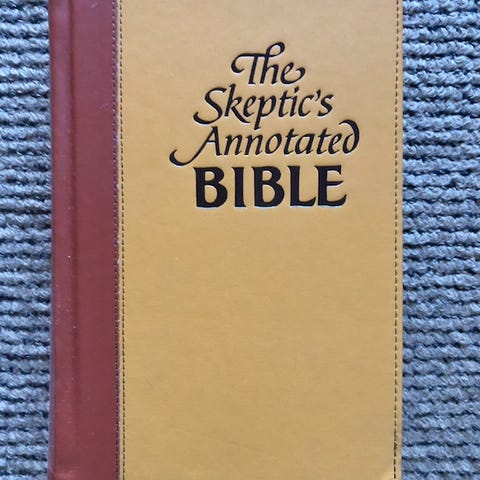 The
Skeptic's
Annotated
BIBLE